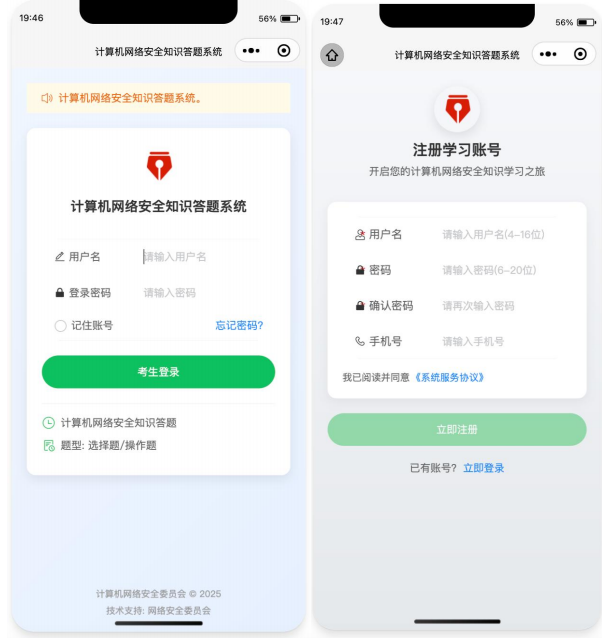 19:46
56%
计算机网络安全知识答题系统
计算机网络安全知识答题系统。
计算机网络安全知识答题系统
用户名
请输入用户名
登录密码
请输入密码
记住账号
忘记密码?
考生登录
计算机网络安全知识答题
题型: 选择题/操作题
计算机网络安全委员会 © 2025
技术支持: 网络安全委员会
19:47
56%
计算机网络安全知识答题系统
注册学习账号
开启您的计算机网络安全知识学习之旅
用户名
请输入用户名(4-16位)
密码
请输入密码(6-20位)
确认密码
请再次输入密码
手机号
请输入手机号
我已阅读并同意《系统服务协议》
立即注册
已有账号? 立即登录